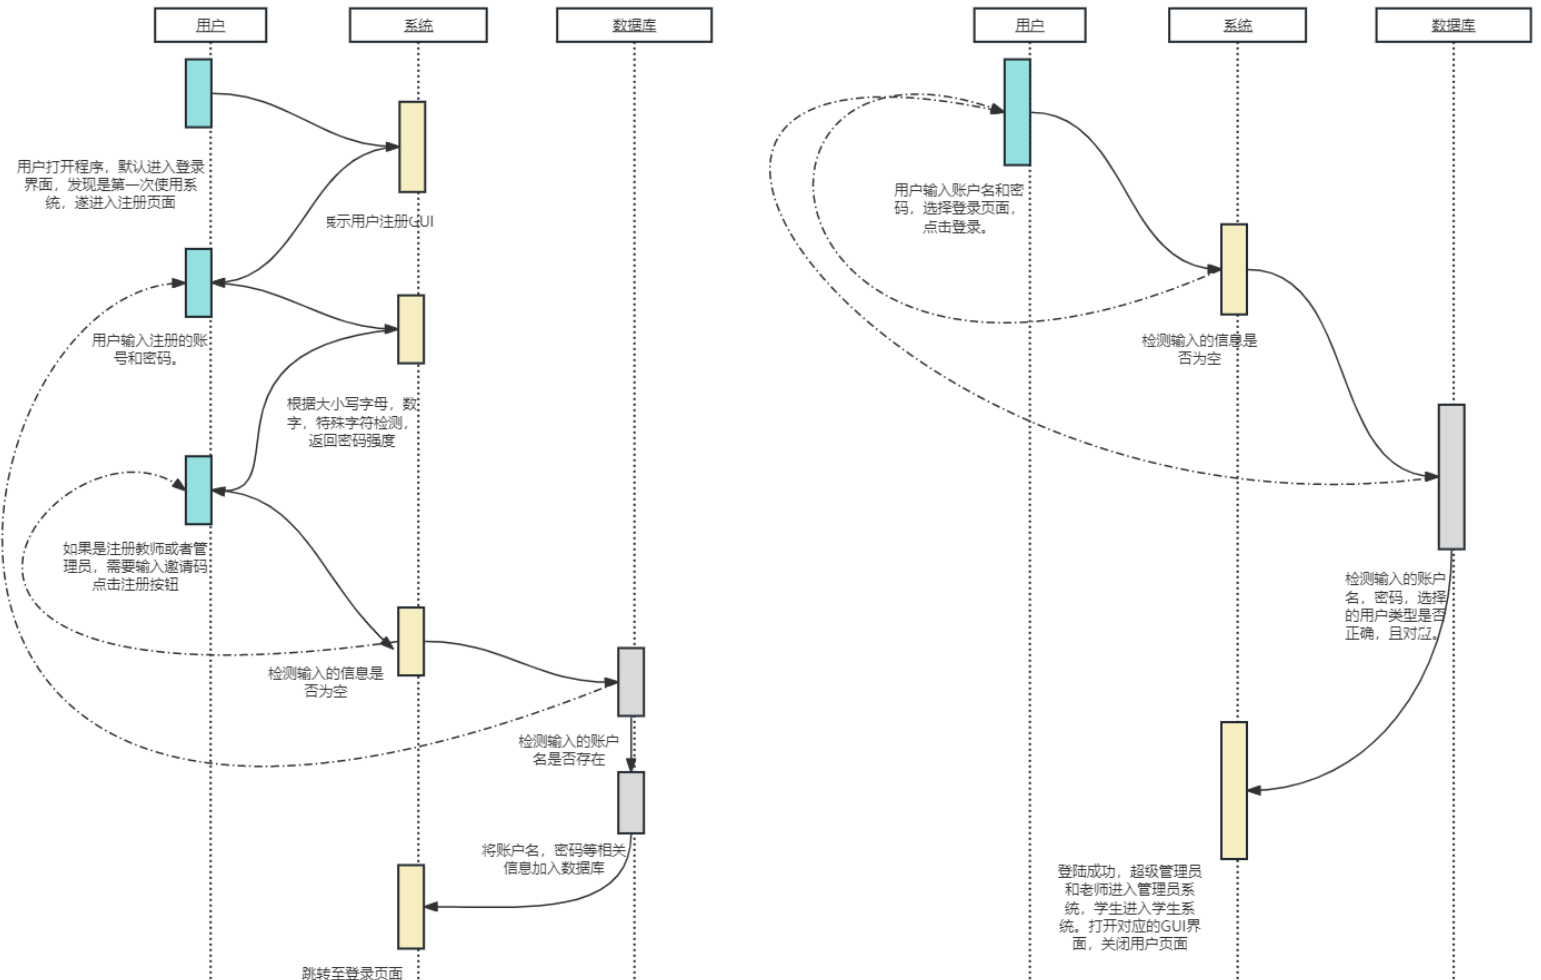 用户
系统
数据库
用户打开程序，默认进入登录
界面，发现是第一次使用系
统，遂进入注册页面
展示用户注册GUI
用户输入注册的账
号和密码。
根据大小写字母，数
字，特殊字符检测，
返回密码强度
如果是注册教师或者管
理员，需要输入邀请码
点击注册按钮
检测输入的信息是
否为空
检测输入的账户
名是否存在
将账户名，密码等相关
信息加入数据库
跳转至登录页面
用户
系统
数据库
用户输入账户名和密
码，选择登录页面，
点击登录。
检测输入的信息是
否为空
检测输入的账户
名，密码，选择
的用户类型是否
正确，且对应。
登陆成功，超级管理员
和老师进入管理员系
统，学生进入学生系
统。打开对应的GUI界
面，关闭用户页面